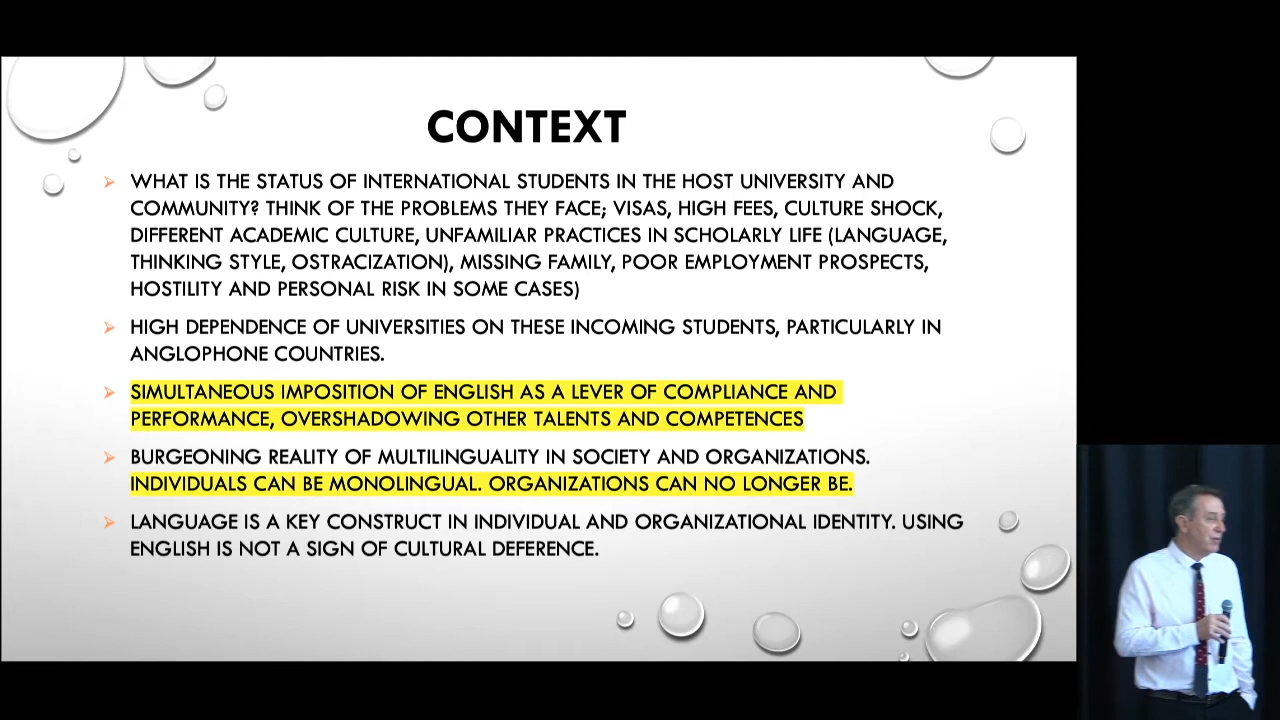 CONTEXT
WHAT IS THE STATUS OF INTERNATIONAL STUDENTS IN THE HOST UNIVERSITY AND
COMMUNITY? THINK OF THE PROBLEMS THEY FACE; VISAS, HIGH FEES, CULTURE SHOCK,
DIFFERENT ACADEMIC CULTURE, UNFAMILIAR PRACTICES IN SCHOLARLY LIFE (LANGUAGE,
THINKING STYLE, OSTRACIZATION), MISSING FAMILY, POOR EMPLOYMENT PROSPECTS,
HOSTILITY AND PERSONAL RISK IN SOME CASES)
HIGH DEPENDENCE OF UNIVERSITIES ON THESE INCOMING STUDENTS, PARTICULARLY IN
ANGLOPHONE COUNTRIES.
SIMULTANEOUS IMPOSITION OF ENGLISH AS A LEVER OF COMPLIANCE AND
PERFORMANCE, OVERSHADOWING OTHER TALENTS AND COMPETENCES
BURGEONING REALITY OF MULTILINGUALITY IN SOCIETY AND ORGANIZATIONS.
INDIVIDUALS CAN BE MONOLINGUAL. ORGANIZATIONS CAN NO LONGER BE.
LANGUAGE IS A KEY CONSTRUCT IN INDIVIDUAL AND ORGANIZATIONAL IDENTITY. USING
ENGLISH IS NOT A SIGN OF CULTURAL DEFERENCE.